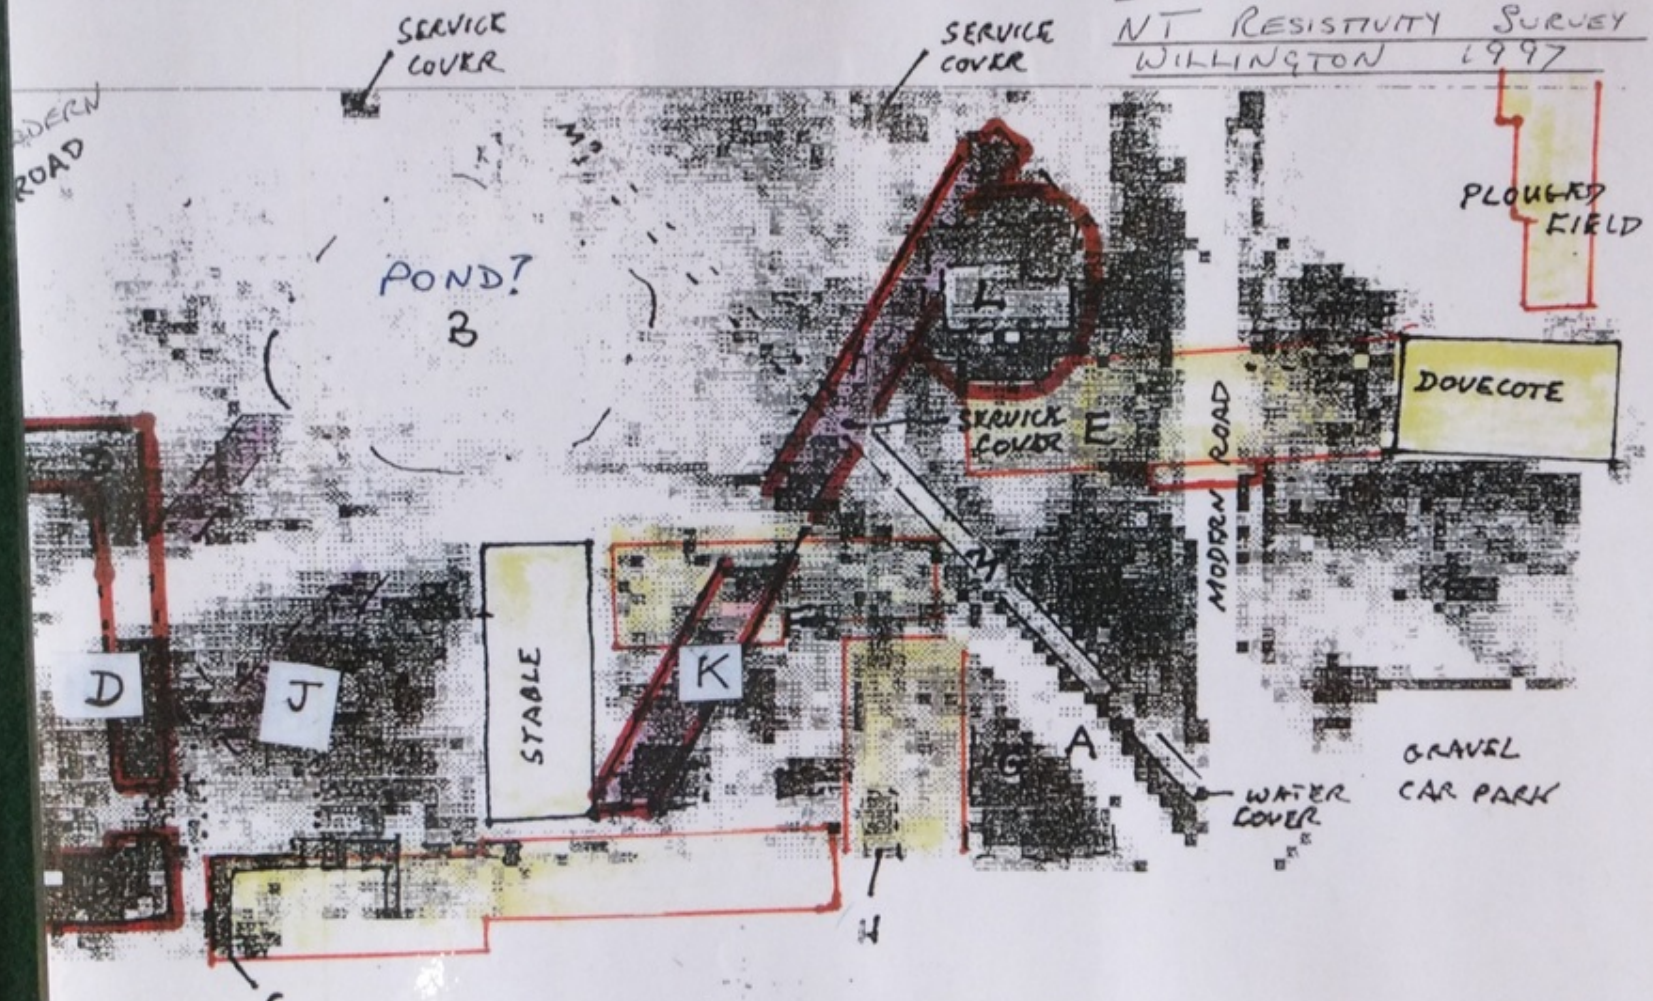 NT RESISTIVITY SURVEY
WILLINGTON 1997
SERVICE
COVER
SERVICE
COVER
ROAD
PLOUGED
FIELD
POND?
B
L
DOVECOTE
SERVICE
COVER
E
MODERN ROAD
M
D
J
STABLE
K
G
A
GRAVEL
CAR PARK
WATER
COVER
H